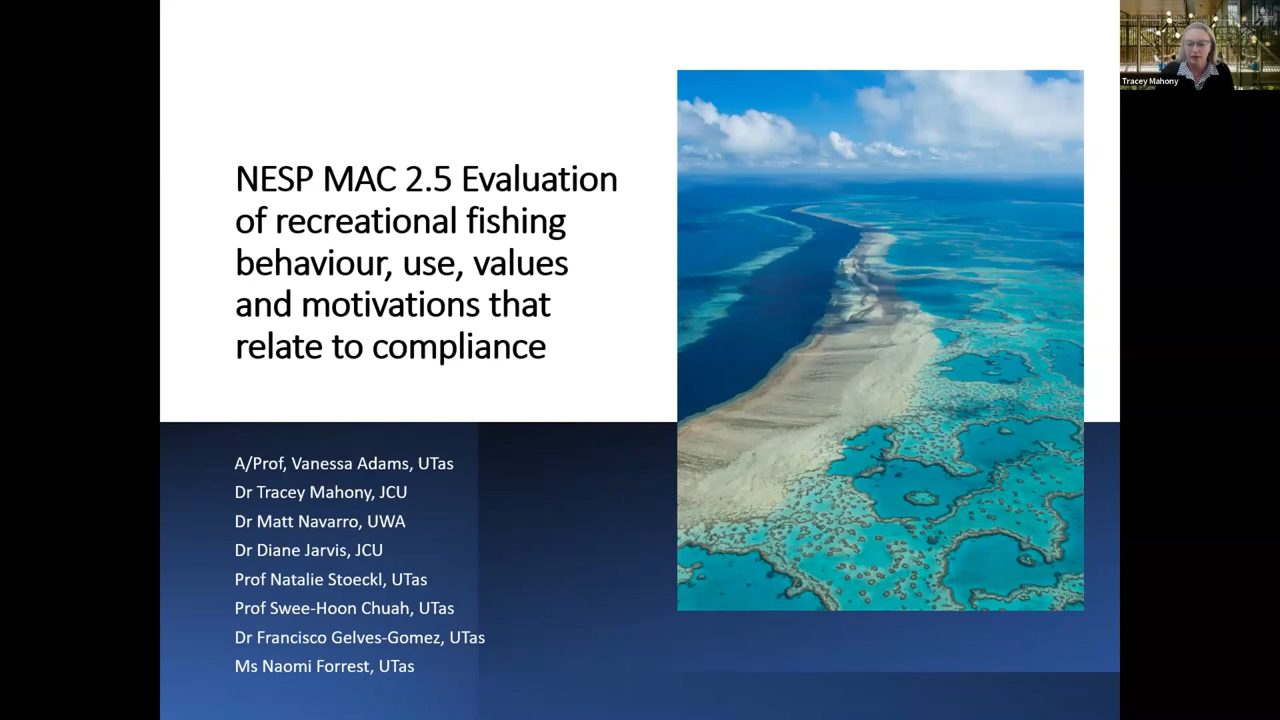 NESP MAC 2.5 Evaluation
of recreational fishing
behaviour, use, values
and motivations that
relate to compliance
A/Prof, Vanessa Adams, UTas
Dr Tracey Mahony, JCU
Dr Matt Navarro, UWA
Dr Diane Jarvis, JCU
Prof Natalie Stoeckl, UTas
Prof Swee-Hoon Chuah, UTas
Dr Francisco Gelves-Gomez, UTas
Ms Naomi Forrest, UTas
Tracey Mahony